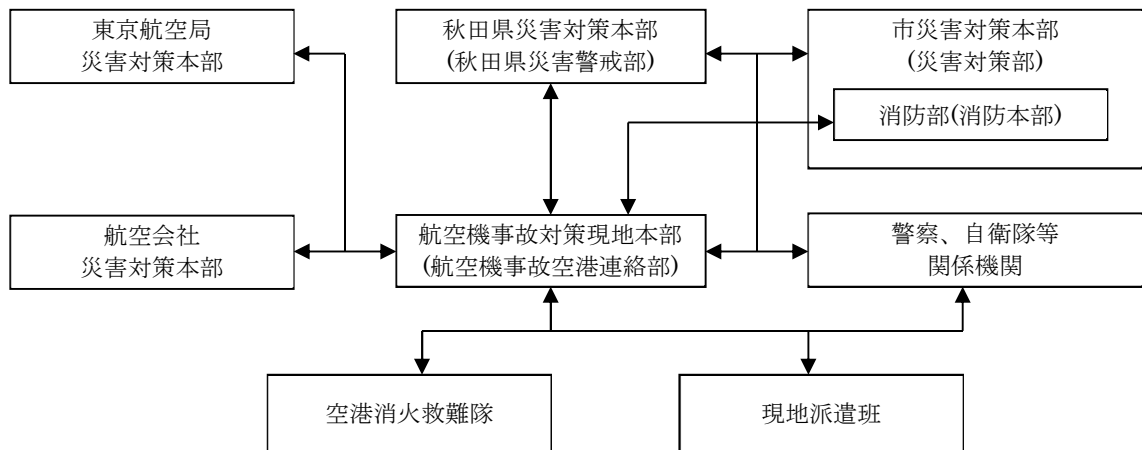 東京航空局
災害対策本部
秋田県災害対策本部
(秋田県災害警戒部)
市災害対策本部
(災害対策部)
消防部(消防本部)
航空会社
災害対策本部
航空機事故対策現地本部
(航空機事故空港連絡部)
警察、自衛隊等
関係機関
空港消火救難隊
現地派遣班